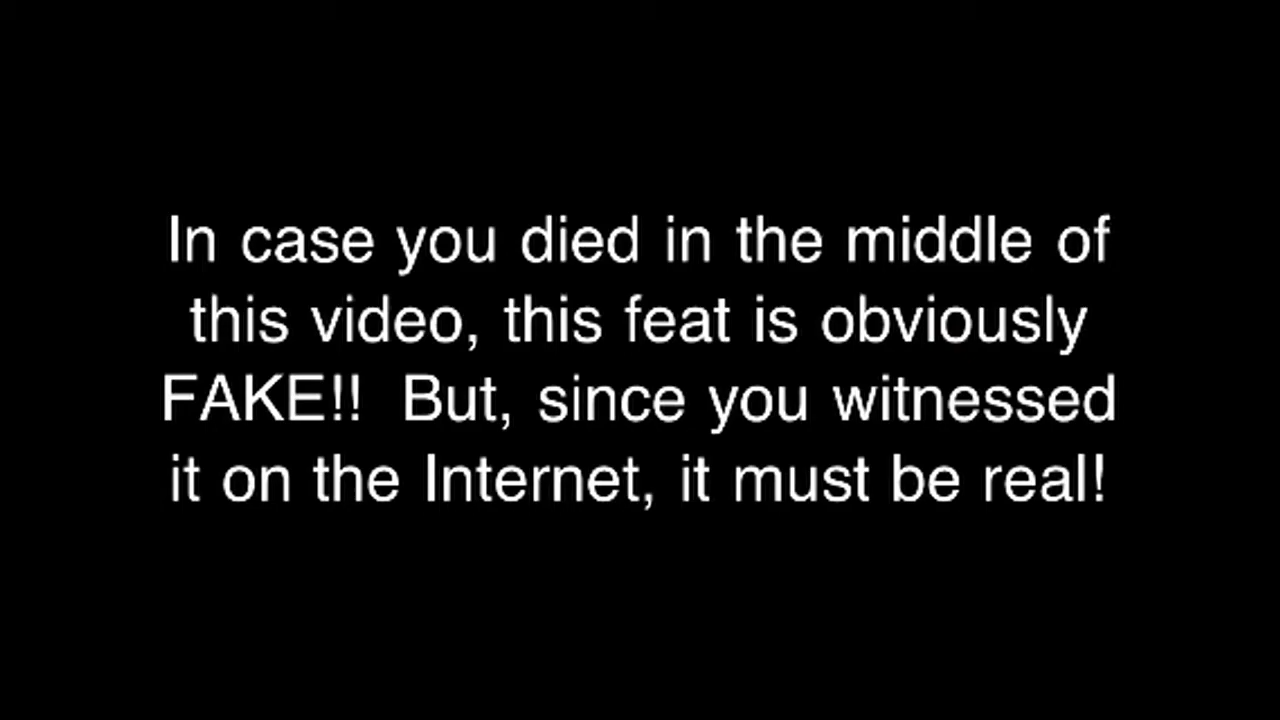 In case you died in the middle of
this video, this feat is obviously
FAKE!!  But, since you witnessed
it on the Internet, it must be real!